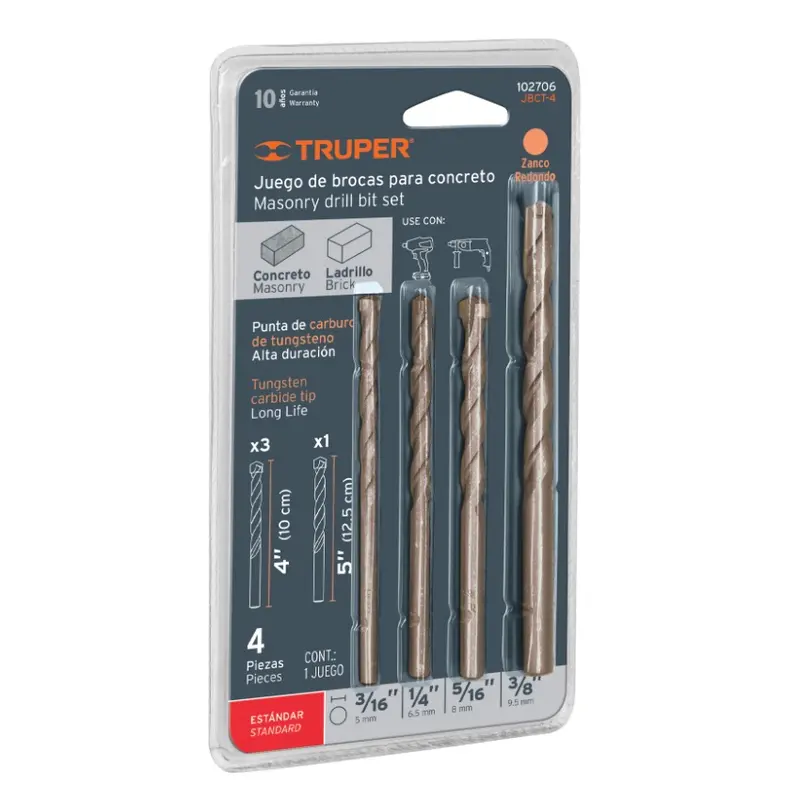 10 años Garantía
Warranty
102706
JBCT-4
TRUPER®
Zanco
Redondo
Juego de brocas para concreto
Masonry drill bit set
USE CON:
Concreto
Masonry
Ladrillo
Brick
Punta de carburo
de tungsteno
Alta duración
Tungsten
carbide tip
Long Life
x3
x1
4" (10 cm)
5" (12.5 cm)
4
Piezas
Pieces
CONT.:
1 JUEGO
ESTÁNDAR
STANDARD
3/16"
5 mm
1/4"
6.5 mm
5/16"
8 mm
3/8"
9.5 mm